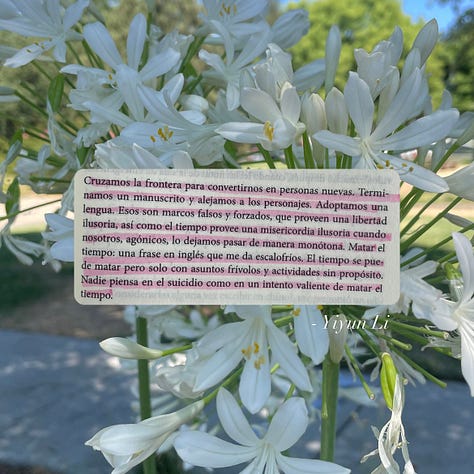 Cruzamos la frontera para convertirnos en personas nuevas. Termi-
namos un manuscrito y alejamos a los personajes. Adoptamos una
lengua. Esos son marcos falsos y forzados, que proveen una libertad
ilusoria, así como el tiempo provee una misericordia ilusoria cuando
nosotros, agónicos, lo dejamos pasar de manera monótona. Matar el
tiempo: una frase en inglés que me da escalofríos. El tiempo se pue-
de matar pero solo con asuntos frívolos y actividades sin propósito.
Nadie piensa en el suicidio como en un intento valiente de matar el
tiempo.
- Yiyun Li